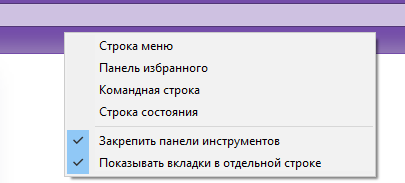 Строка меню
Панель избранного
Командная строка
Строка состояния
Закрепить панели инструментов
Показывать вкладки в отдельной строке